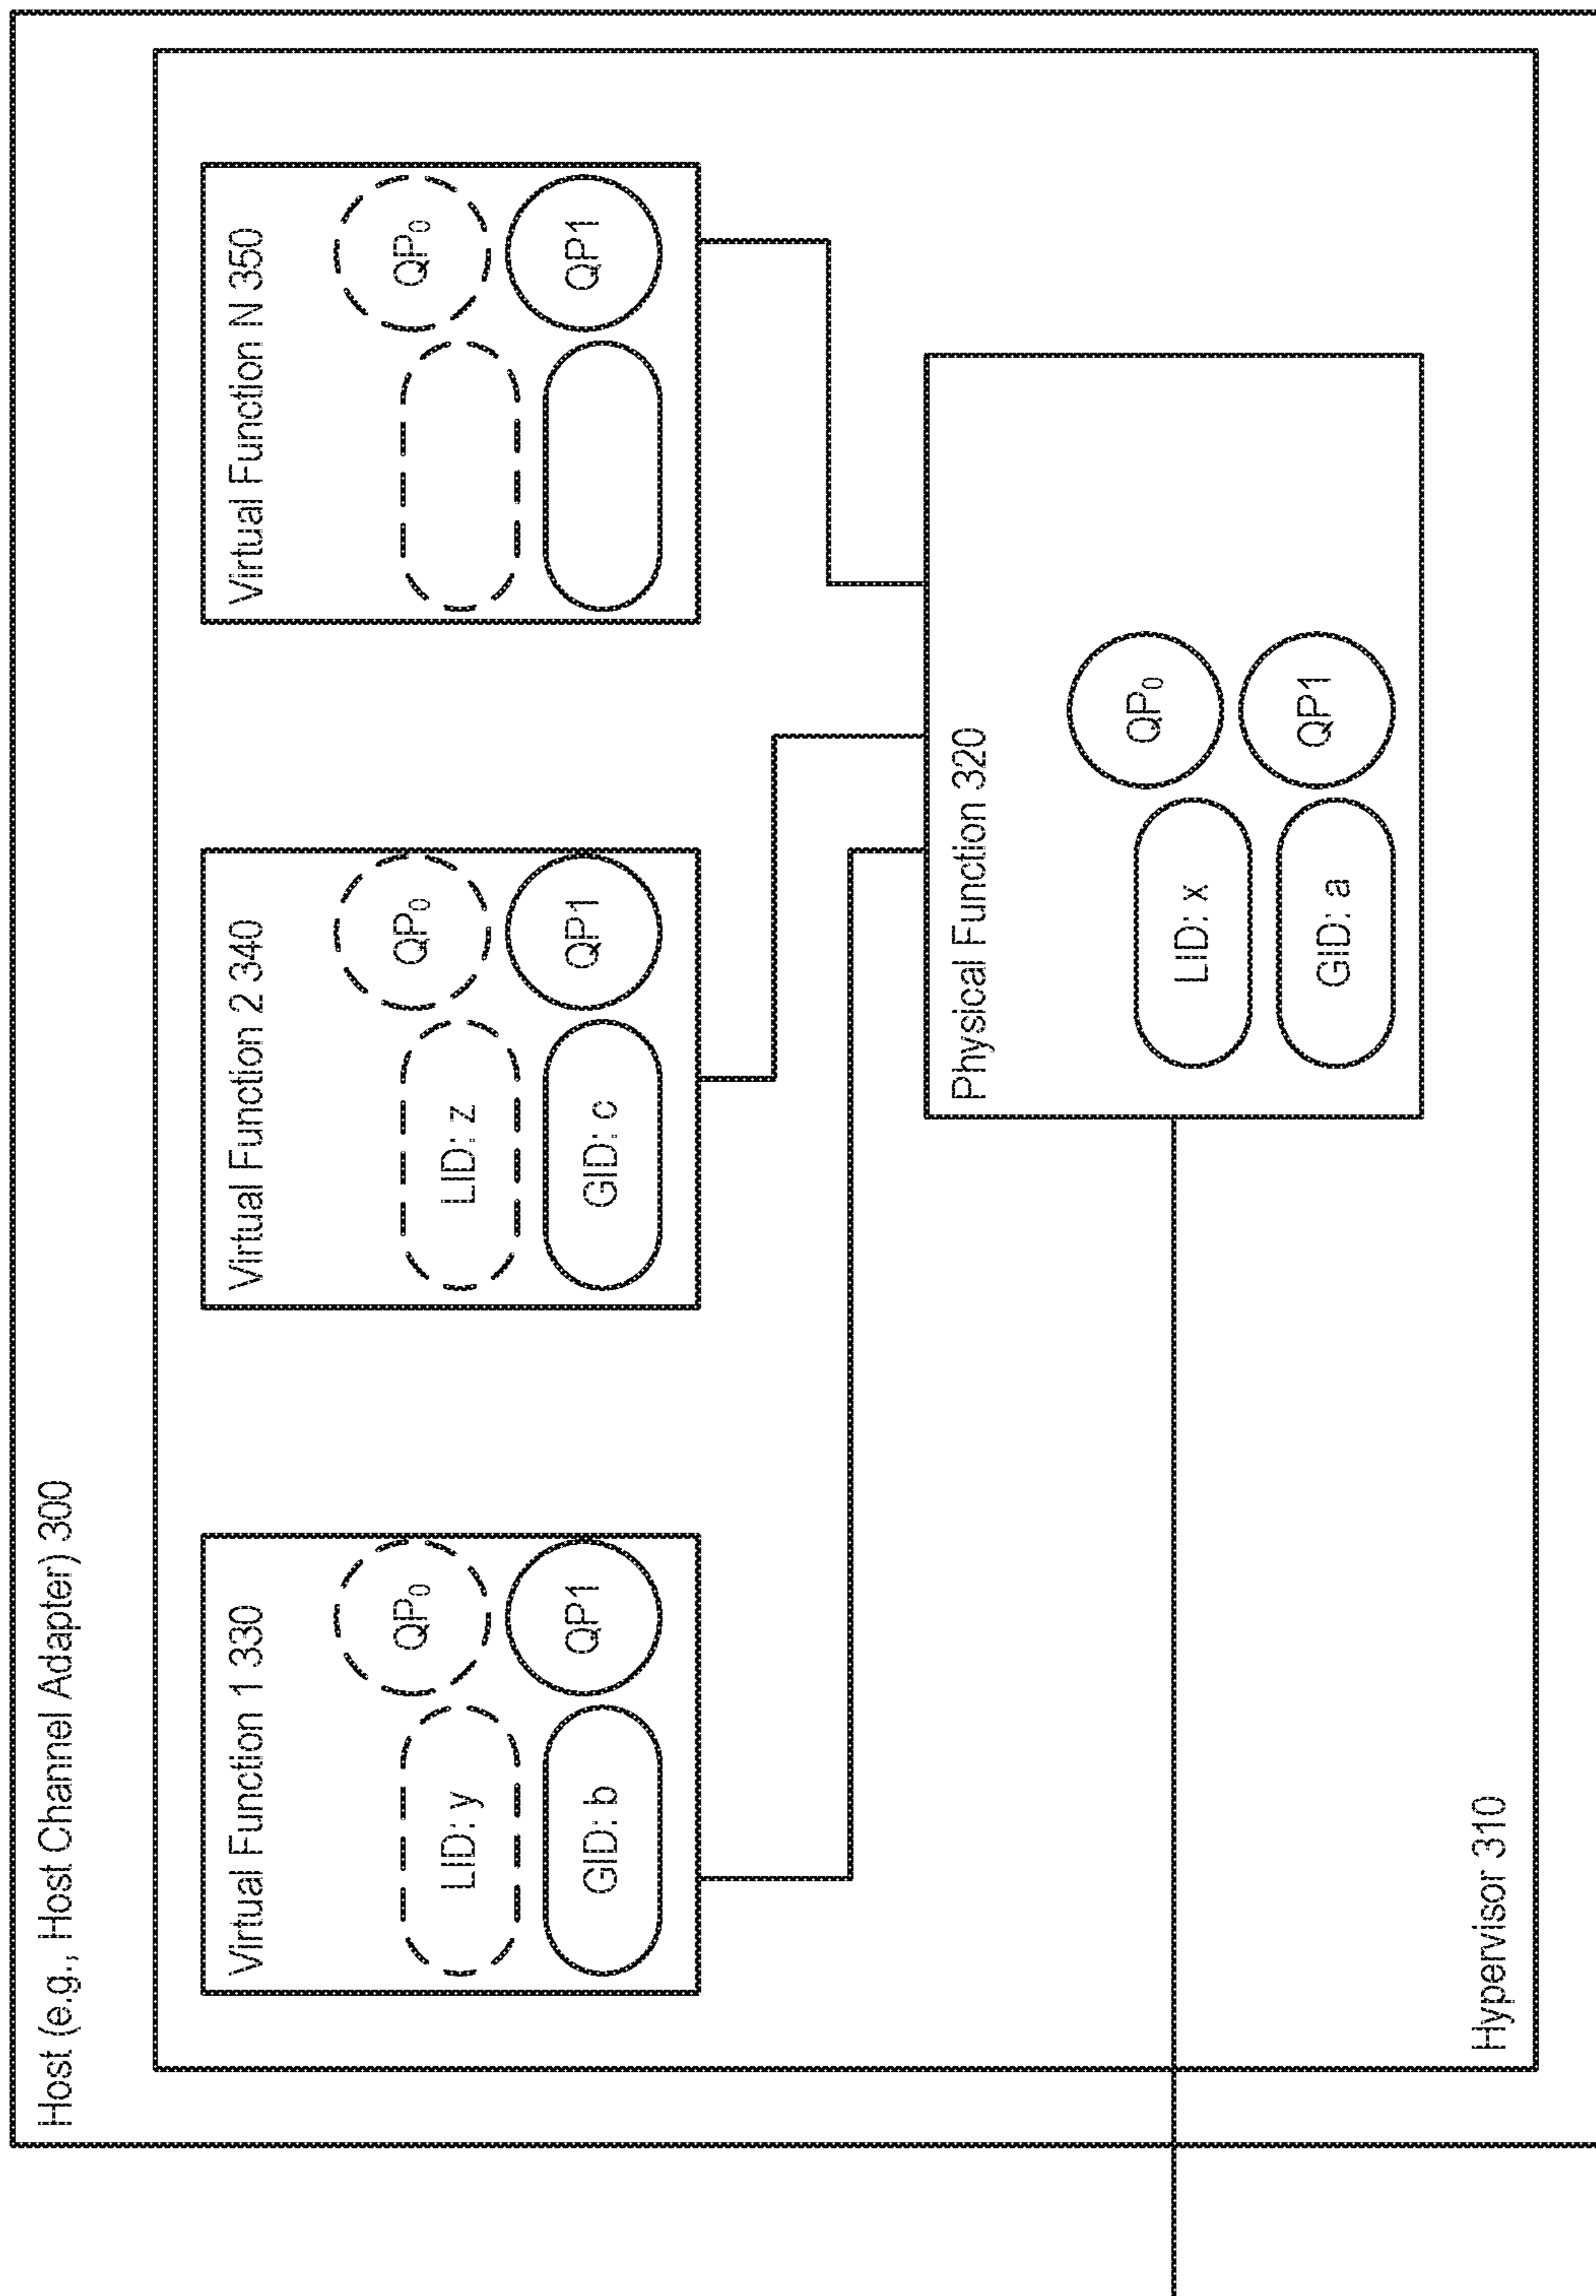 Host (e.g., Host Channel Adapter) 300
Virtual Function 1 330
QP0
LID: y
QP1
GID: b
Virtual Function 2 340
QP0
LID: z
QP1
GID: c
Virtual Function N 350
QP0
QP1
Physical Function 320
QP0
LID: x
QP1
GID: a
Hypervisor 310